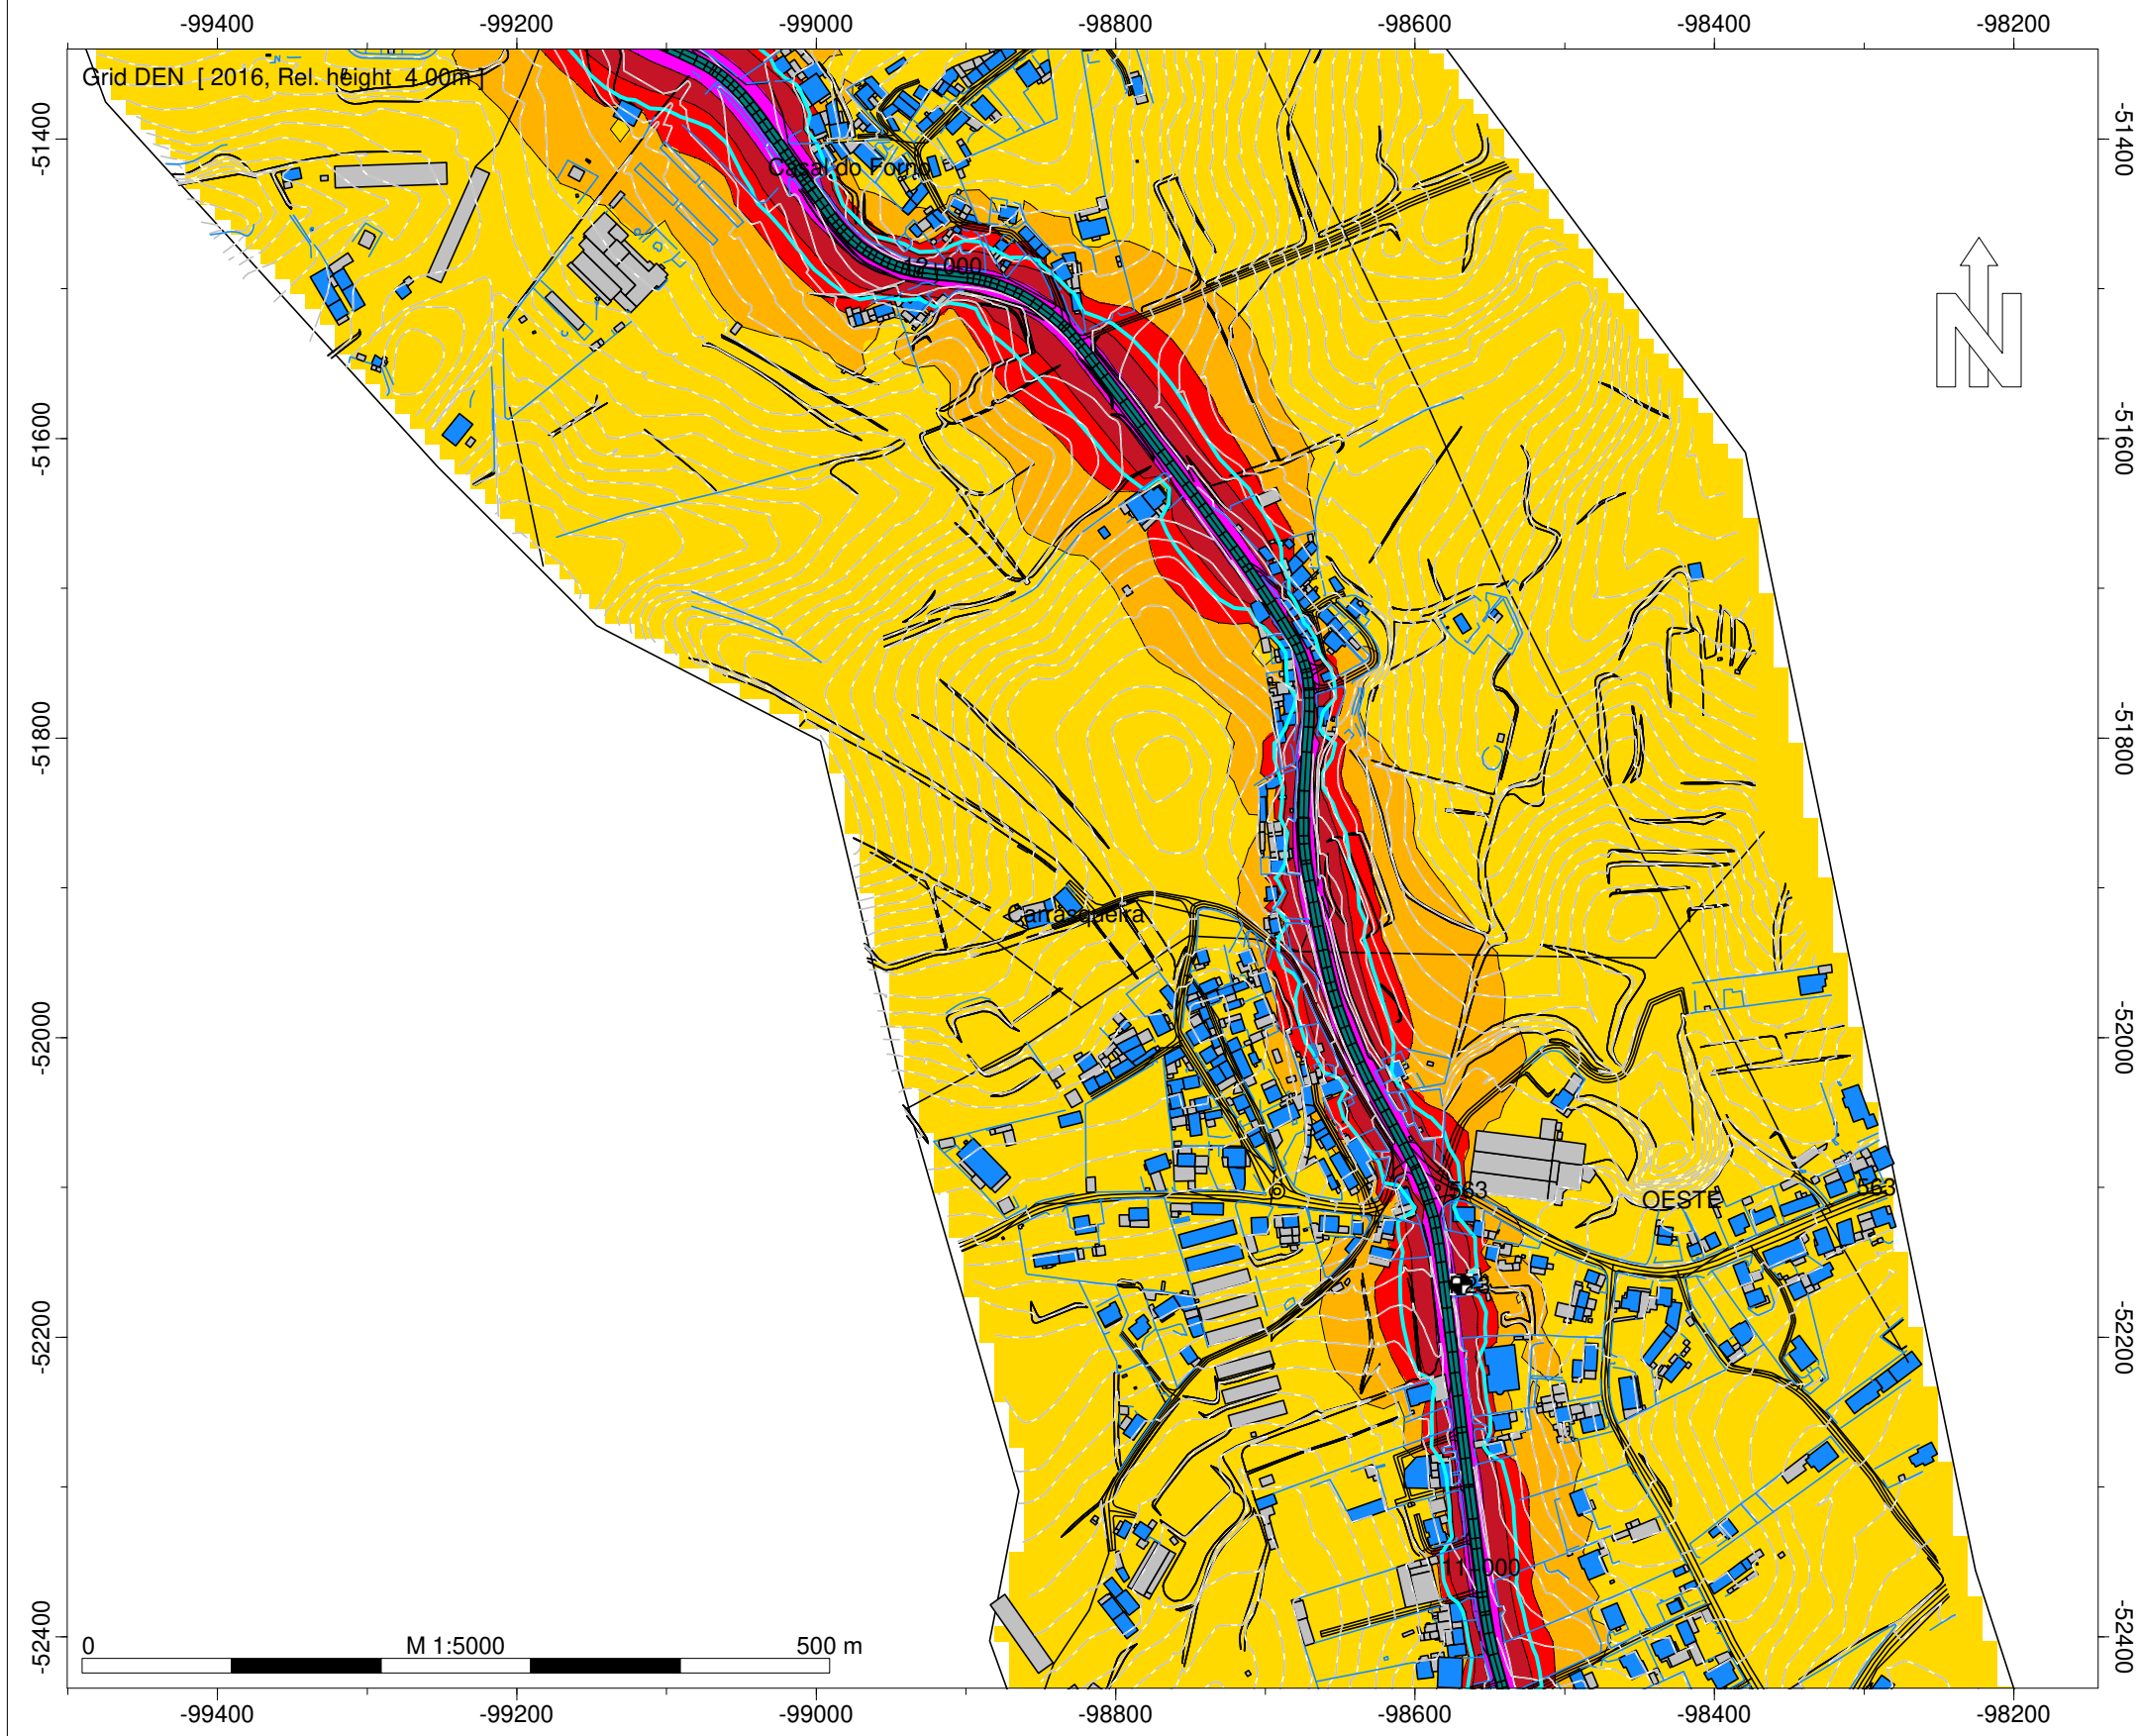 -99400 -99200 -99000 -98800 -98600 -98400 -98200
Grid DEN [ 2016, Rel. height 4.00m ]
-51400 -51400
Casal do Forno
12+000
-51600 -51600
-51800 -51800
Carrasqueira
-52000 -52000
563
OESTE
563
-52200 -52200
11+000
-52400 -52400
0 M 1:5000 500 m
-99400 -99200 -99000 -98800 -98600 -98400 -98200
N